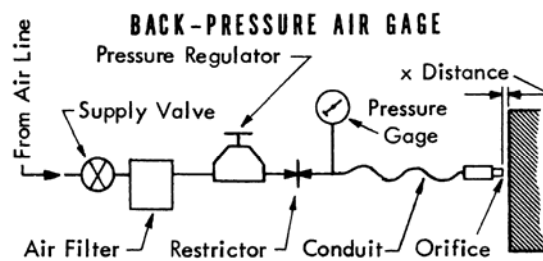 BACK-PRESSURE AIR GAGE
Pressure Regulator
x Distance
From Air Line
Supply Valve
Pressure
Gage
Air Filter
Restrictor
Conduit
Orifice